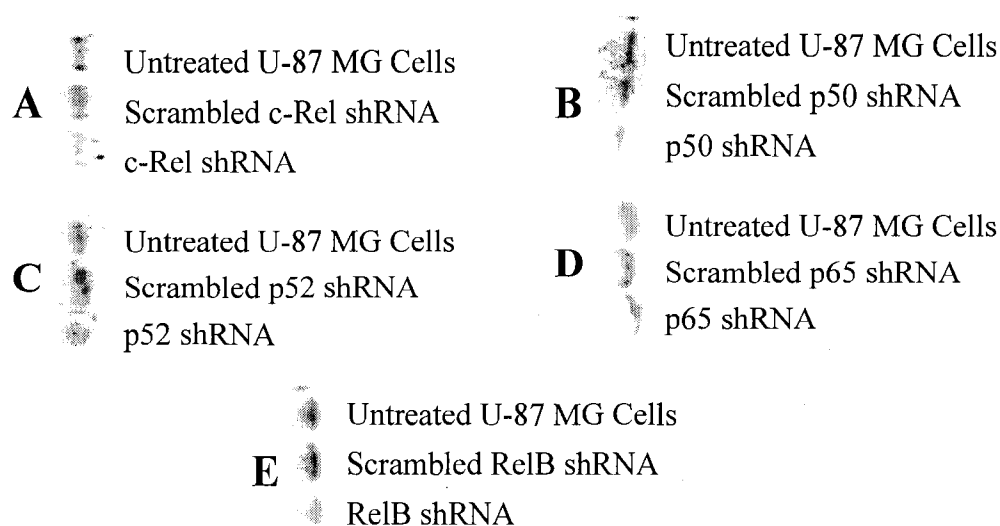 A
Untreated U-87 MG Cells
Scrambled c-Rel shRNA
c-Rel shRNA
B
Untreated U-87 MG Cells
Scrambled p50 shRNA
p50 shRNA
C
Untreated U-87 MG Cells
Scrambled p52 shRNA
p52 shRNA
D
Untreated U-87 MG Cells
Scrambled p65 shRNA
p65 shRNA
E
Untreated U-87 MG Cells
Scrambled RelB shRNA
RelB shRNA